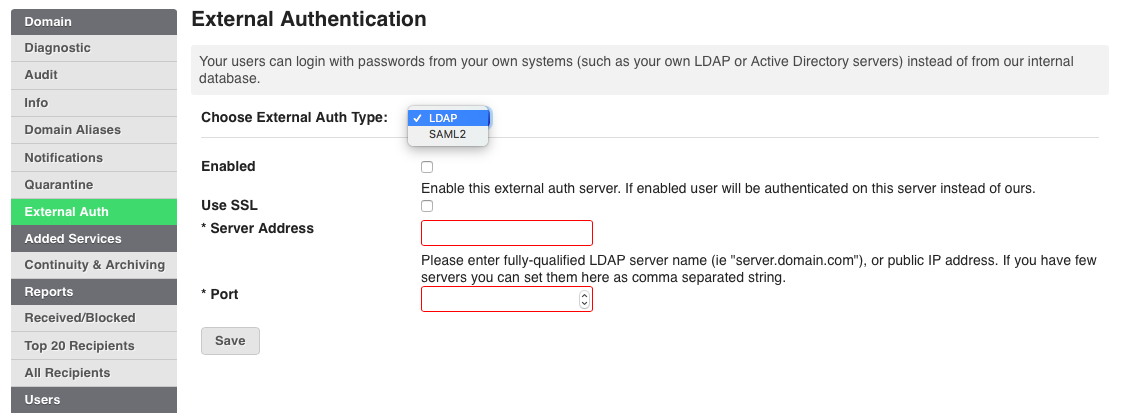 Domain
Diagnostic
Audit
Info
Domain Aliases
Notifications
Quarantine
External Auth
Added Services
Continuity & Archiving
Reports
Received/Blocked
Top 20 Recipients
All Recipients
Users
External Authentication
Your users can login with passwords from your own systems (such as your own LDAP or Active Directory servers) instead of from our internal
database.
Choose External Auth Type:
✓ LDAP
SAML2
Enabled
Enable this external auth server. If enabled user will be authenticated on this server instead of ours.
Use SSL
* Server Address
Please enter fully-qualified LDAP server name (ie "server.domain.com"), or public IP address. If you have few
servers you can set them here as comma separated string.
* Port
Save